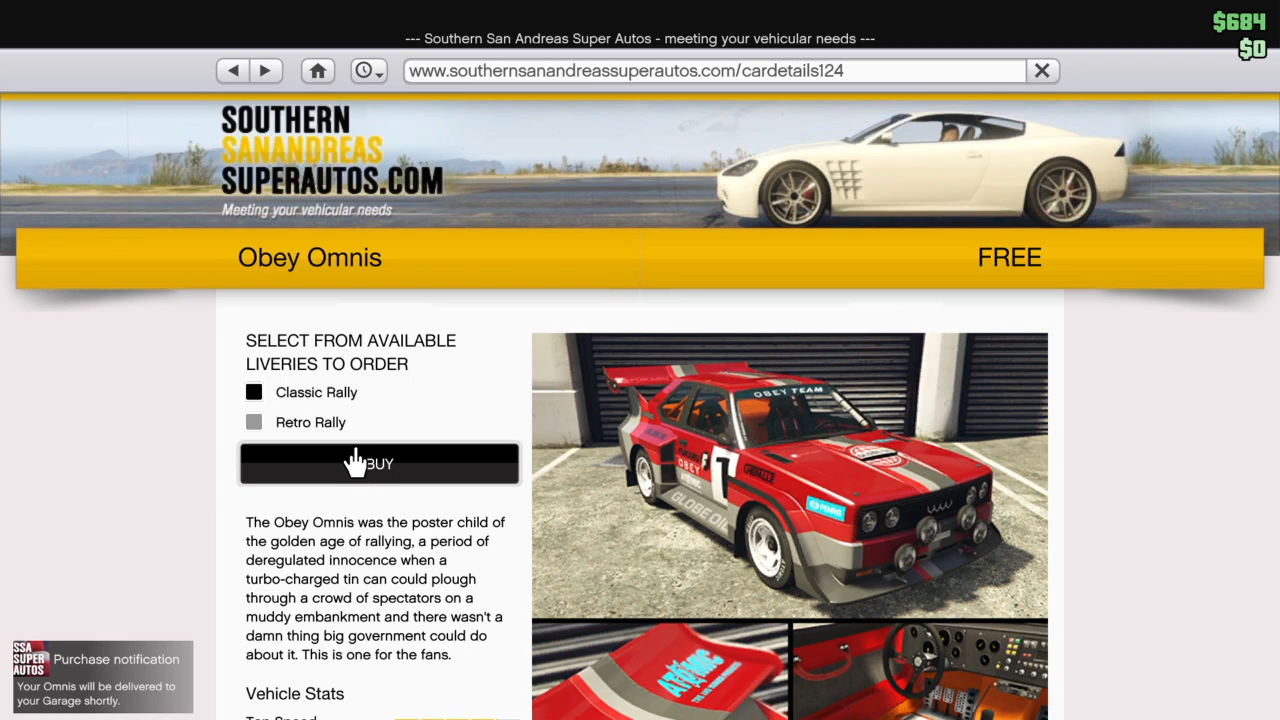 $684
--- Southern San Andreas Super Autos - meeting your vehicular needs ---
$0
www.southernsanandreassuperautos.com/cardetails124
SOUTHERN
SANANDREAS
SUPERAUTOS.COM
Meeting your vehicular needs
Obey Omnis
FREE
SELECT FROM AVAILABLE
LIVERIES TO ORDER
Classic Rally
Retro Rally
BUY
The Obey Omnis was the poster child of
the golden age of rallying, a period of
deregulated innocence when a
turbo-charged tin can could plough
through a crowd of spectators on a
muddy embankment and there wasn't a
damn thing big government could do
about it. This is one for the fans.
Vehicle Stats
Top Speed
OBEY TEAM
1
OBEY
ATOMIC
GLOBE OIL
ATOMIC
SSA
SUPER
AUTOS
Purchase notification
Your Omnis will be delivered to
your Garage shortly.